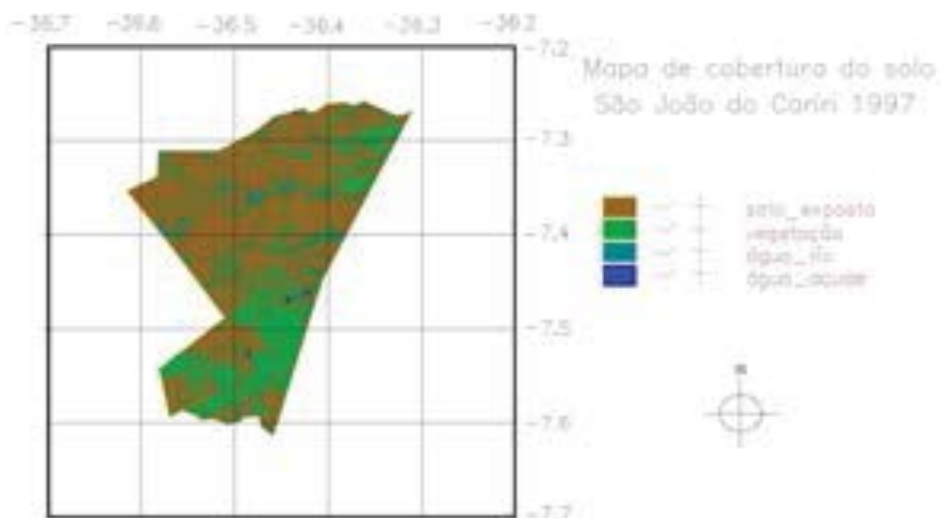 -36.7 -36.6 -36.5 -36.4 -36.3 -36.2
-7.2
-7.3
-7.4
-7.5
-7.6
-7.7
Mapa de cobertura do solo
São João do Cariri 1997
solo_exposto
vegetação
água_rio
água_açude